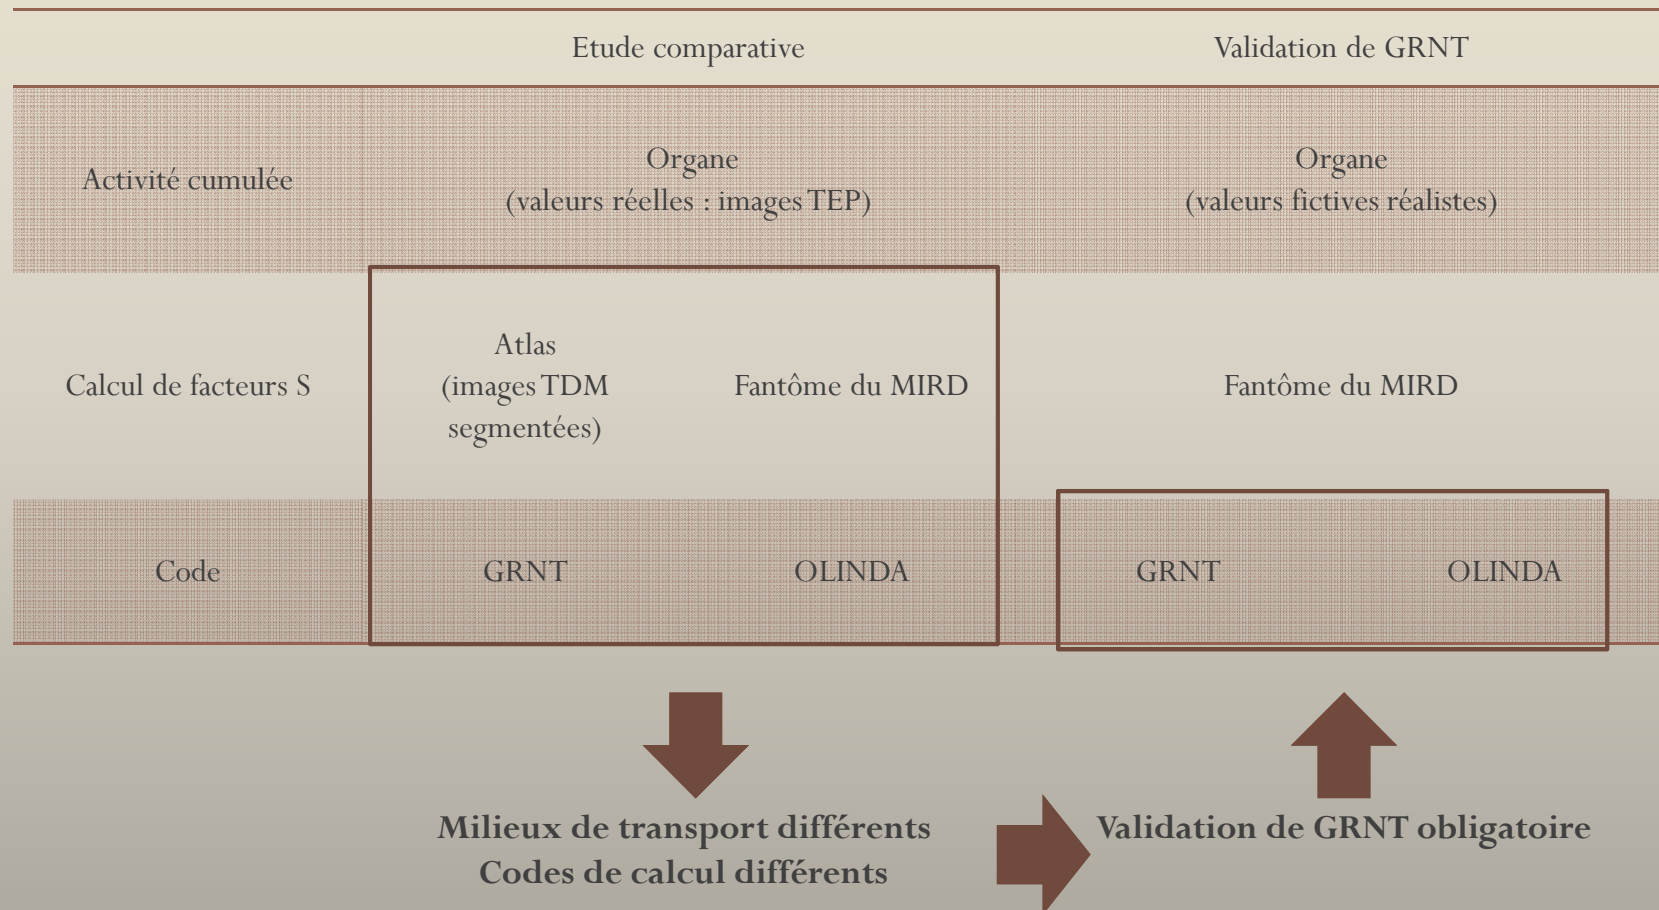 Etude comparative
Validation de GRNT
Activité cumulée
Organe
(valeurs réelles : images TEP)
Organe
(valeurs fictives réalistes)
Calcul de facteurs S
Atlas
(images TDM
segmentées)
Fantôme du MIRD
Fantôme du MIRD
Code
GRNT
OLINDA
GRNT
OLINDA
Milieux de transport différents
Codes de calcul différents
Validation de GRNT obligatoire